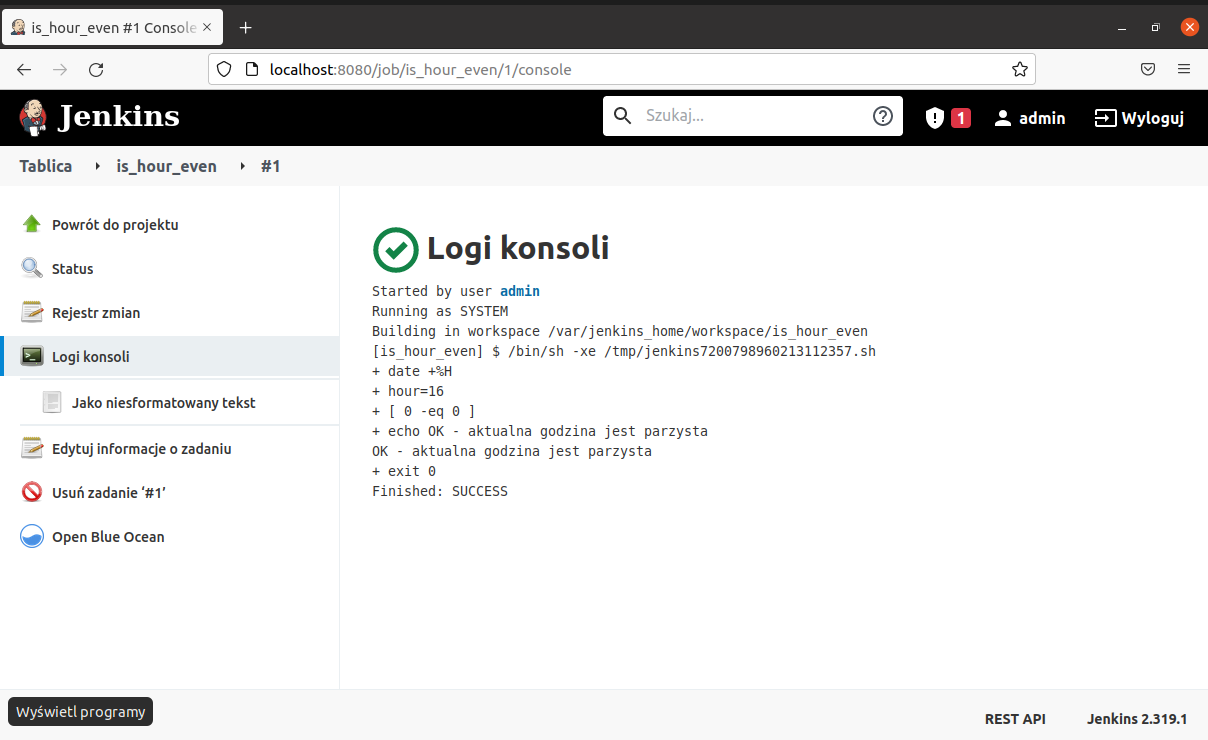 is_hour_even #1 Console
localhost:8080/job/is_hour_even/1/console
Jenkins
Szukaj...
1
admin
Wyloguj
Tablica
is_hour_even
#1
Powrót do projektu
Status
Rejestr zmian
Logi konsoli
Jako niesformatowany tekst
Edytuj informacje o zadaniu
Usuń zadanie ‘#1’
Open Blue Ocean
Logi konsoli
Started by user admin
Running as SYSTEM
Building in workspace /var/jenkins_home/workspace/is_hour_even
[is_hour_even] $ /bin/sh -xe /tmp/jenkins7200798960213112357.sh
+ date +%H
+ hour=16
+ [ 0 -eq 0 ]
+ echo OK - aktualna godzina jest parzysta
OK - aktualna godzina jest parzysta
+ exit 0
Finished: SUCCESS
Wyświetl programy
REST API
Jenkins 2.319.1